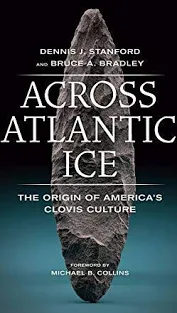 DENNIS J. STANFORD
AND BRUCE A. BRADLEY
ACROSS
ATLANTIC
ICE
THE ORIGIN OF AMERICA'S
CLOVIS CULTURE
FOREWORD BY
MICHAEL B. COLLINS